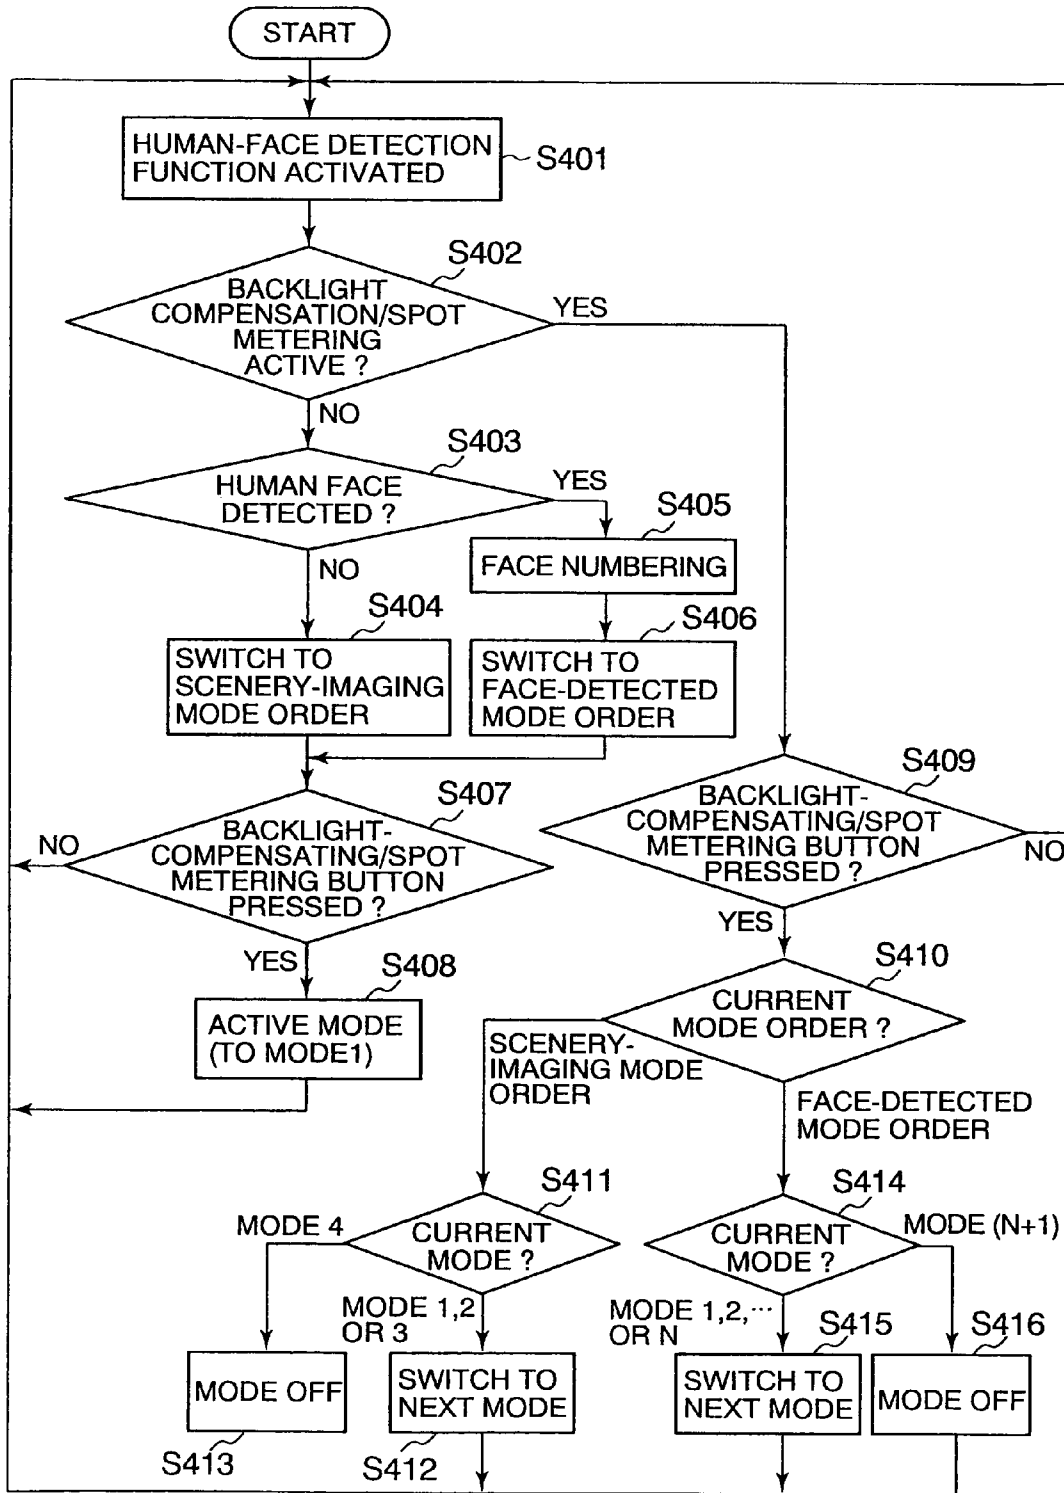 START
HUMAN-FACE DETECTION
FUNCTION ACTIVATED
S401
S402
BACKLIGHT
COMPENSATION/SPOT
METERING
ACTIVE ?
YES
NO
S403
HUMAN FACE
DETECTED ?
YES
NO
S405
FACE NUMBERING
S404
SWITCH TO
SCENERY-IMAGING
MODE ORDER
S406
SWITCH TO
FACE-DETECTED
MODE ORDER
S407
BACKLIGHT-
COMPENSATING/SPOT
METERING BUTTON
PRESSED ?
NO
YES
S408
ACTIVE MODE
(TO MODE1)
S409
BACKLIGHT-
COMPENSATING/SPOT
METERING BUTTON
PRESSED ?
NO
YES
S410
CURRENT
MODE ORDER ?
SCENERY-
IMAGING MODE
ORDER
FACE-DETECTED
MODE ORDER
S411
CURRENT
MODE ?
MODE 4
MODE 1,2
OR 3
S414
CURRENT
MODE ?
MODE (N+1)
MODE 1,2,···
OR N
MODE OFF
S413
SWITCH TO
NEXT MODE
S412
S415
SWITCH TO
NEXT MODE
S416
MODE OFF